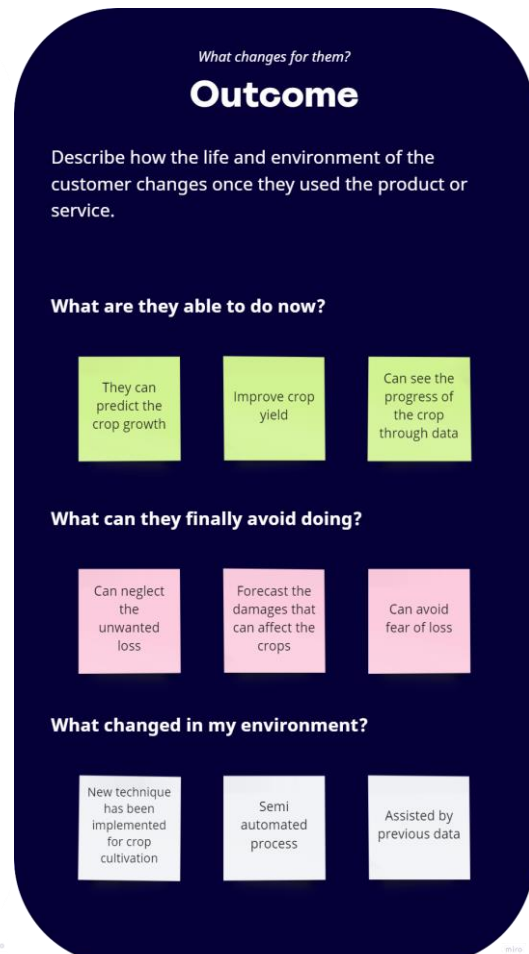 What changes for them?
Outcome
Describe how the life and environment of the
customer changes once they used the product or
service.
What are they able to do now?
They can
predict the
crop growth
Improve crop
yield
Can see the
progress of
the crop
through data
What can they finally avoid doing?
Can neglect
the
unwanted
loss
Forecast the
damages that
can affect the
crops
Can avoid
fear of loss
What changed in my environment?
New technique
has been
implemented
for crop
cultivation
Semi
automated
process
Assisted by
previous data
miro